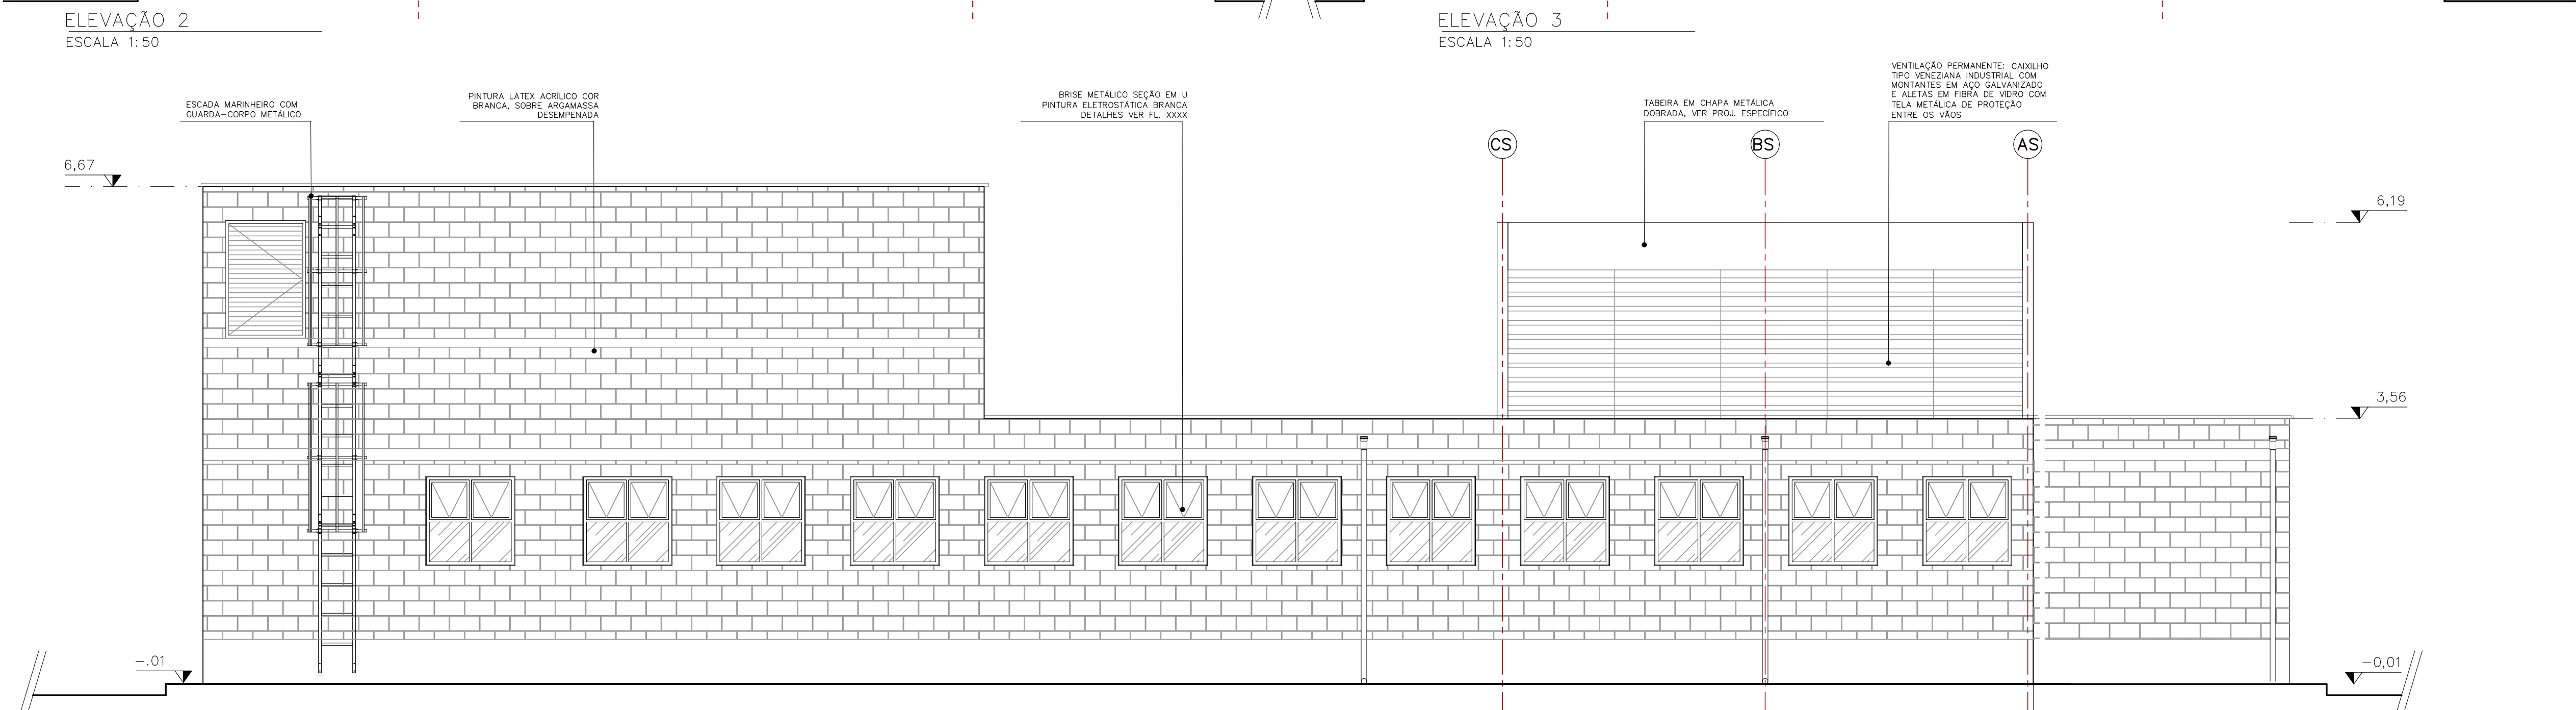 ELEVAÇÃO 2
ESCALA 1:50
ELEVAÇÃO 3
ESCALA 1:50
ESCADA MARINHEIRO COM
GUARDA-CORPO METÁLICO
PINTURA LATEX ACRÍLICO COR
BRANCA, SOBRE ARGAMASSA
DESEMPENADA
BRISE METÁLICO SEÇÃO EM U
PINTURA ELETROSTÁTICA BRANCA
DETALHES VER FL. XXXX
TABEIRA EM CHAPA METÁLICA
DOBRADA, VER PROJ. ESPECÍFICO
VENTILAÇÃO PERMANENTE: CAIXILHO
TIPO VENEZIANA INDUSTRIAL COM
MONTANTES EM AÇO GALVANIZADO
E ALETAS EM FIBRA DE VIDRO COM
TELA METÁLICA DE PROTEÇÃO
ENTRE OS VÃOS
CS
BS
AS
6,67
6,19
3,56
-.01
-0,01